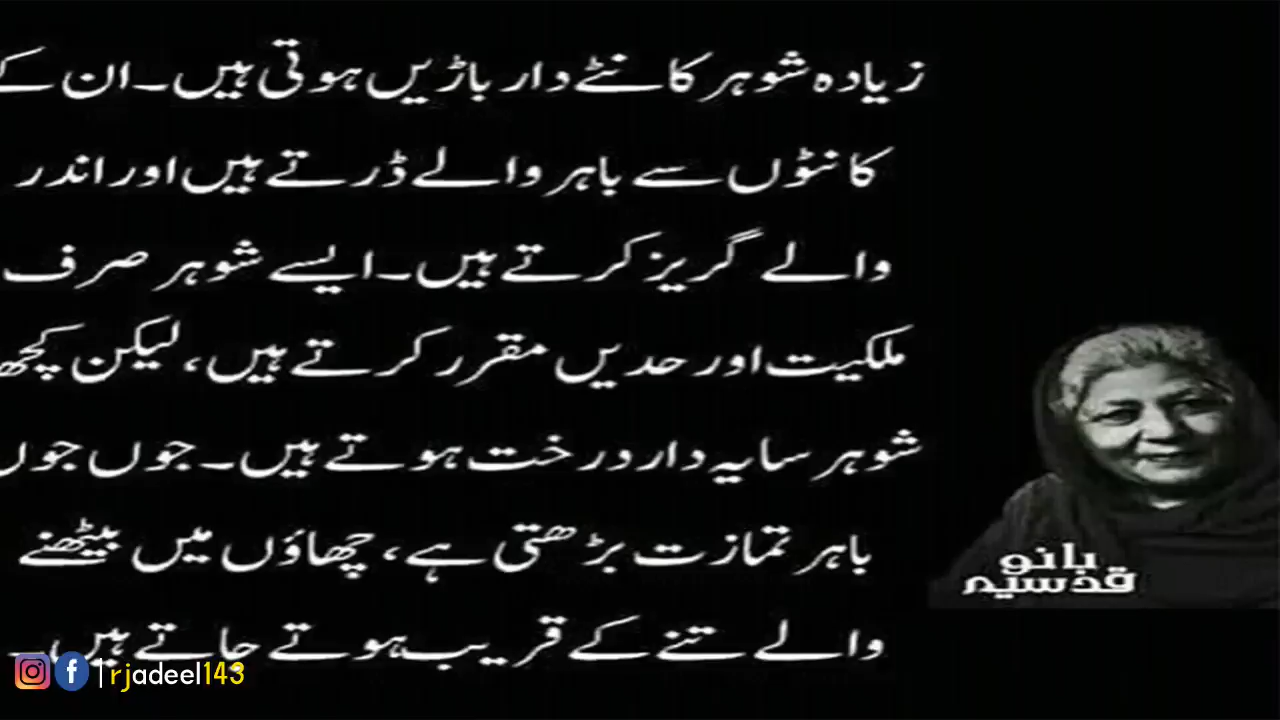 زیادہ شوہر کانٹے دار باڑیں ہوتی ہیں۔ ان کے
کانٹوں سے باہر والے ڈرتے ہیں اور اندر
والے گریز کرتے ہیں۔ ایسے شوہر صرف
ملکیت اور حدیں مقرر کرتے ہیں، لیکن کچھ
شوہر سایہ دار درخت ہوتے ہیں۔ جوں جوں
باہر تمازت بڑھتی ہے، چھاؤں میں بیٹھنے
والے تنے کے قریب ہوتے جاتے ہیں۔
بانو
قدسیہ
|rjadeel143